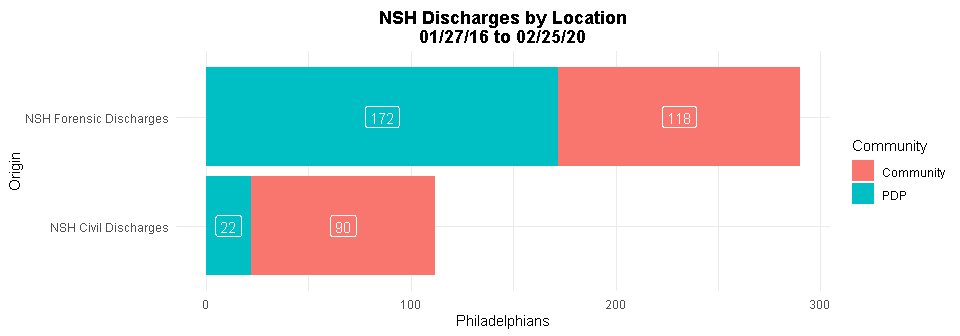 NSH Discharges by Location
01/27/16 to 02/25/20
Origin
NSH Forensic Discharges
172
118
NSH Civil Discharges
22
90
0
100
200
300
Philadelphians
Community
Community
PDP